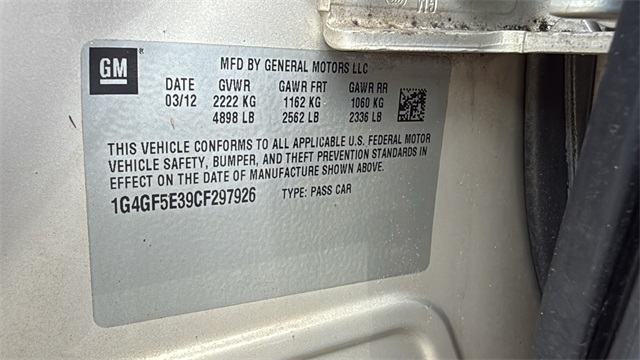 GM
MFD BY GENERAL MOTORS LLC
DATE GVWR GAWR FRT GAWR RR
03/12 2222 KG 1162 KG 1060 KG
4898 LB 2562 LB 2336 LB
THIS VEHICLE CONFORMS TO ALL APPLICABLE U.S. FEDERAL MOTOR
VEHICLE SAFETY, BUMPER, AND THEFT PREVENTION STANDARDS IN
EFFECT ON THE DATE OF MANUFACTURE SHOWN ABOVE.
1G4GF5E39CF297926 TYPE: PASS CAR